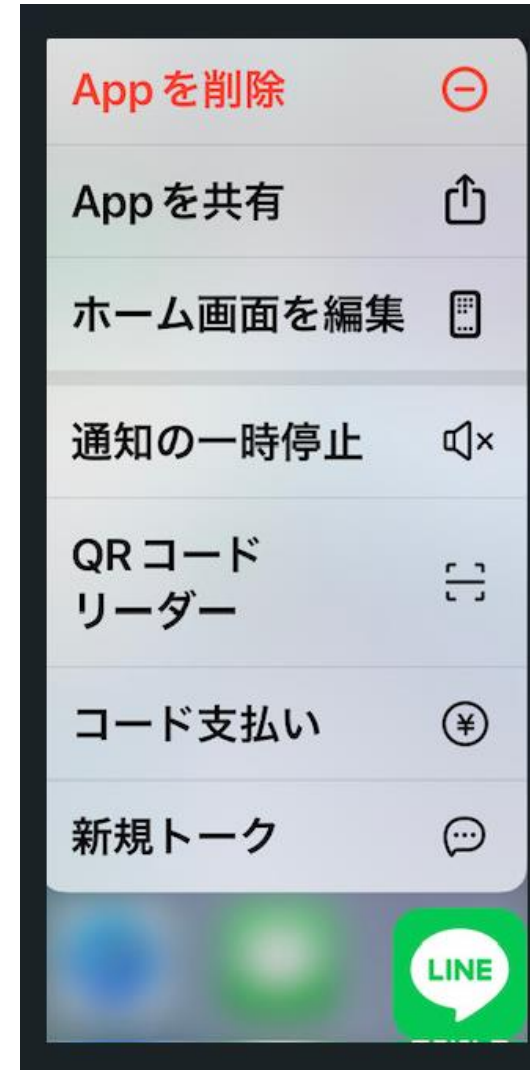 Appを削除
Appを共有
ホーム画面を編集
通知の一時停止
QRコード
リーダー
コード支払い
新規トーク
LINE